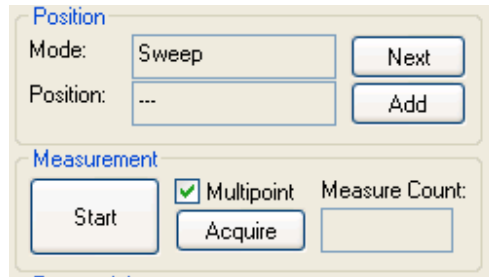 Position
Mode: Sweep Next
Position: --- Add
Measurement
Start Multipoint Measure Count:
Acquire